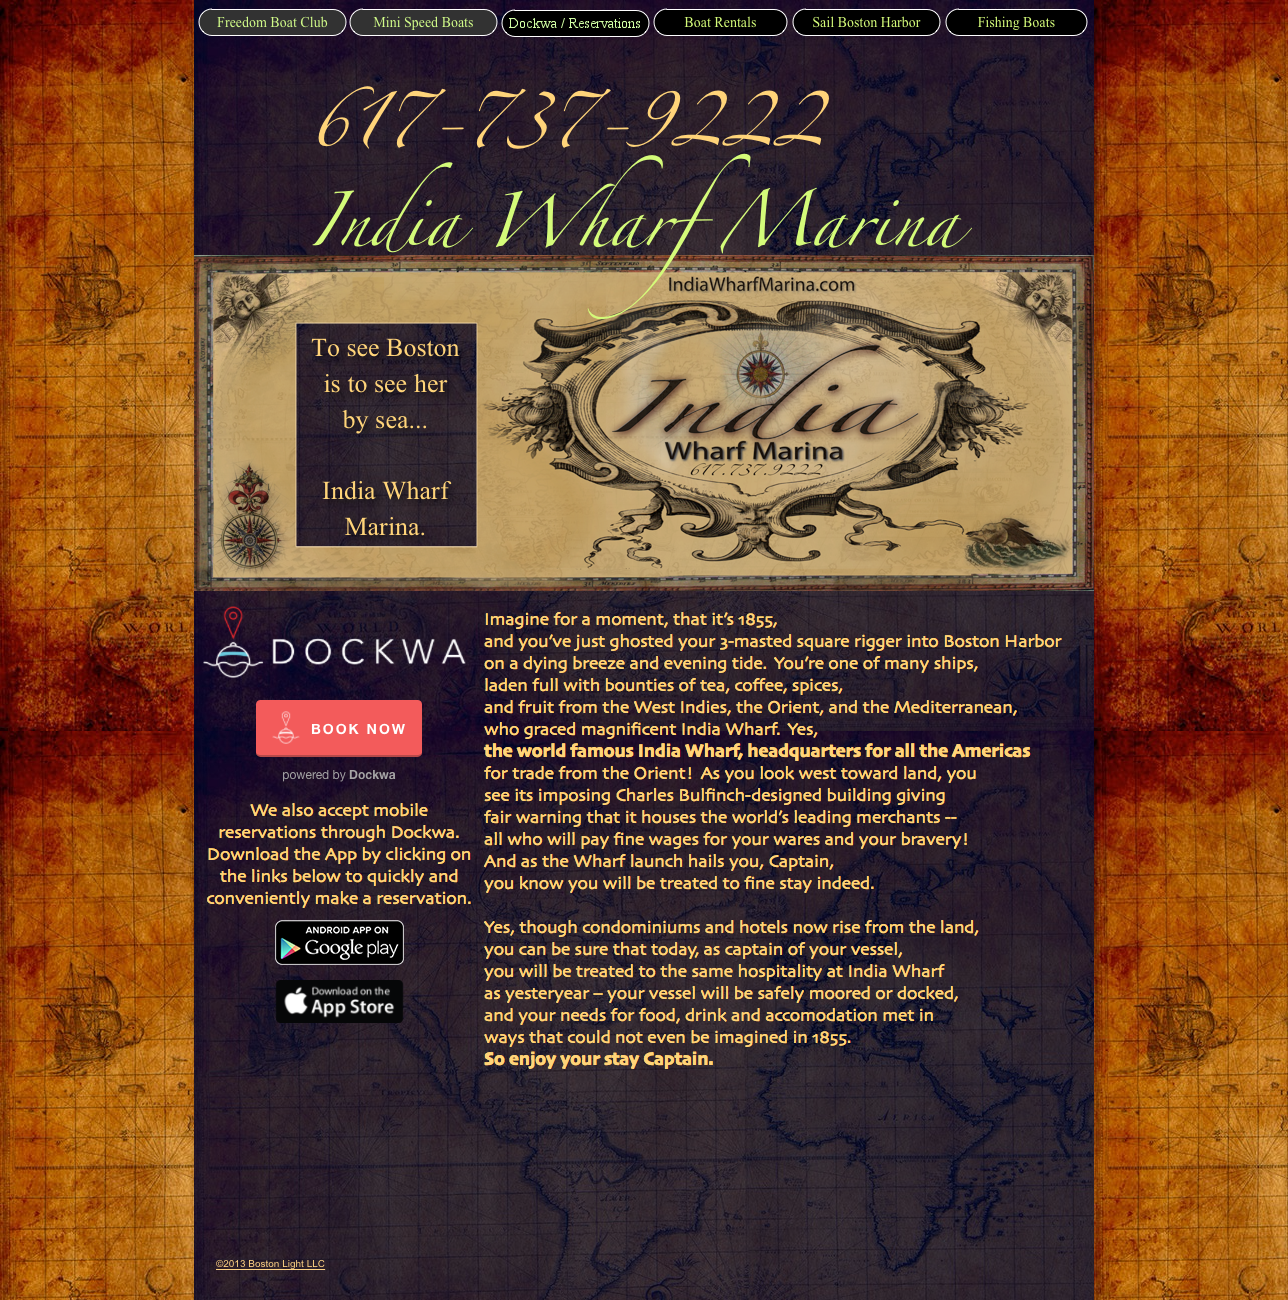 Freedom Boat Club
Mini Speed Boats
Dockwa / Reservations
Boat Rentals
Sail Boston Harbor
Fishing Boats
617-737-9222
India Wharf Marina
IndiaWharfMarina.com
To see Boston
is to see her
by sea...
India Wharf
Marina.
India
Wharf Marina
617.737.9222
DOCKWA
BOOK NOW
powered by Dockwa
We also accept mobile
reservations through Dockwa.
Download the App by clicking on
the links below to quickly and
conveniently make a reservation.
ANDROID APP ON
Google play
Download on the
App Store
Imagine for a moment, that it's 1855,
and you've just ghosted your 3-masted square rigger into Boston Harbor
on a dying breeze and evening tide.  You're one of many ships,
laden full with bounties of tea, coffee, spices,
and fruit from the West Indies, the Orient, and the Mediterranean,
who graced magnificent India Wharf.  Yes,
the world famous India Wharf, headquarters for all the Americas
for trade from the Orient!  As you look west toward land, you
see its imposing Charles Bulfinch-designed building giving
fair warning that it houses the world's leading merchants --
all who will pay fine wages for your wares and your bravery!
And as the Wharf launch hails you, Captain,
you know you will be treated to fine stay indeed.
Yes, though condominiums and hotels now rise from the land,
you can be sure that today, as captain of your vessel,
you will be treated to the same hospitality at India Wharf
as yesteryear – your vessel will be safely moored or docked,
and your needs for food, drink and accomodation met in
ways that could not even be imagined in 1855.
So enjoy your stay Captain.
©2013 Boston Light LLC